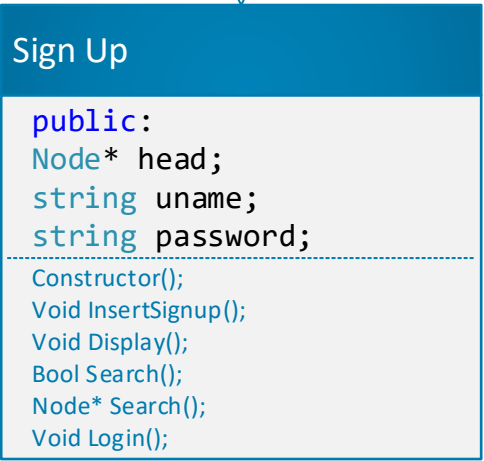 Sign Up
public:
Node* head;
string uname;
string password;
Constructor();
Void InsertSignup();
Void Display();
Bool Search();
Node* Search();
Void Login();